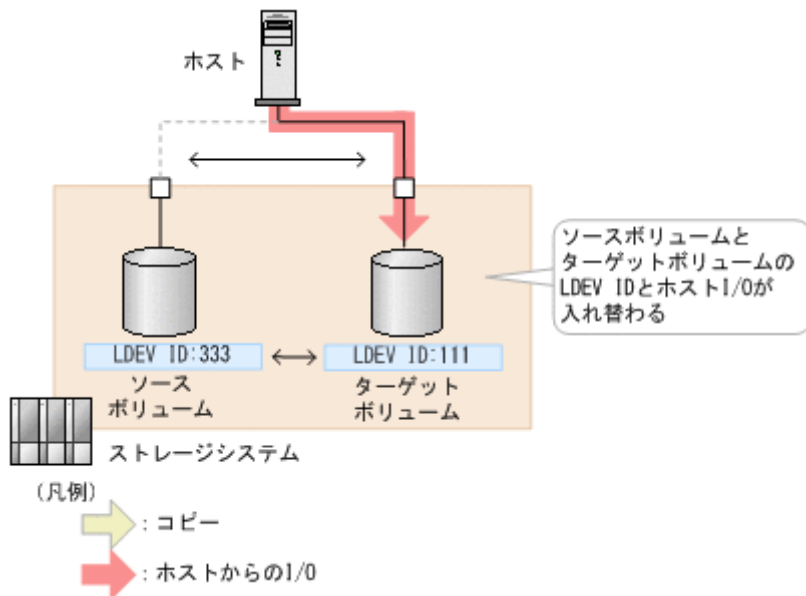 ホスト
ソースボリュームと
ターゲットボリュームの
LDEV IDとホストI/Oが
入れ替わる
LDEV ID:333
LDEV ID:111
ソース
ボリューム
ターゲット
ボリューム
ストレージシステム
(凡例)
：コピー
：ホストからのI/O